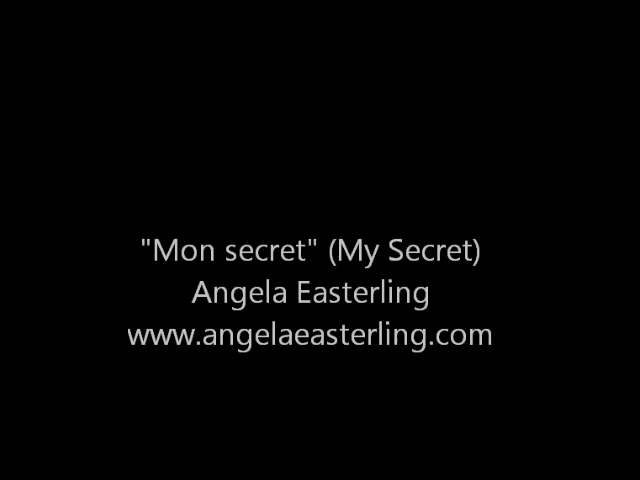 "Mon secret" (My Secret)
Angela Easterling
www.angelaeasterling.com